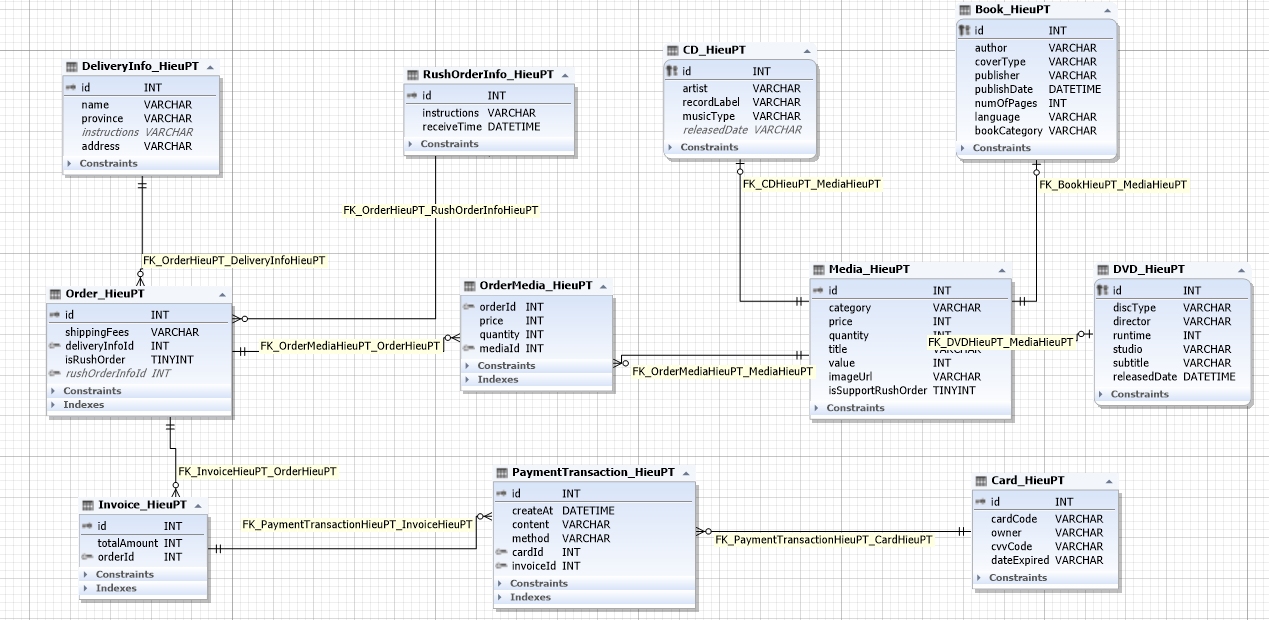 DeliveryInfo_HieuPT
id INT
name VARCHAR
province VARCHAR
instructions VARCHAR
address VARCHAR
Constraints
RushOrderInfo_HieuPT
id INT
instructions VARCHAR
receiveTime DATETIME
Constraints
CD_HieuPT
id INT
artist VARCHAR
recordLabel VARCHAR
musicType VARCHAR
releasedDate VARCHAR
Constraints
Book_HieuPT
id INT
author VARCHAR
coverType VARCHAR
publisher VARCHAR
publishDate DATETIME
numOfPages INT
language VARCHAR
bookCategory VARCHAR
Constraints
FK_CDHieuPT_MediaHieuPT
FK_BookHieuPT_MediaHieuPT
FK_OrderHieuPT_RushOrderInfoHieuPT
FK_OrderHieuPT_DeliveryInfoHieuPT
Order_HieuPT
id INT
shippingFees VARCHAR
deliveryInfoId INT
isRushOrder TINYINT
rushOrderInfoId INT
Constraints
Indexes
FK_OrderMediaHieuPT_OrderHieuPT
OrderMedia_HieuPT
orderId INT
price INT
quantity INT
mediaId INT
Constraints
Indexes
FK_OrderMediaHieuPT_MediaHieuPT
Media_HieuPT
id INT
category VARCHAR
price INT
quantity INT
title VARCHAR
value INT
imageUrl VARCHAR
isSupportRushOrder TINYINT
Constraints
FK_DVDHieuPT_MediaHieuPT
DVD_HieuPT
id INT
discType VARCHAR
director VARCHAR
runtime INT
studio VARCHAR
subtitle VARCHAR
releasedDate DATETIME
Constraints
FK_InvoiceHieuPT_OrderHieuPT
Invoice_HieuPT
id INT
totalAmount INT
orderId INT
Constraints
Indexes
FK_PaymentTransactionHieuPT_InvoiceHieuPT
PaymentTransaction_HieuPT
id INT
createAt DATETIME
content VARCHAR
method VARCHAR
cardId INT
invoiceId INT
Constraints
Indexes
FK_PaymentTransactionHieuPT_CardHieuPT
Card_HieuPT
id INT
cardCode VARCHAR
owner VARCHAR
cvvCode VARCHAR
dateExpired VARCHAR
Constraints